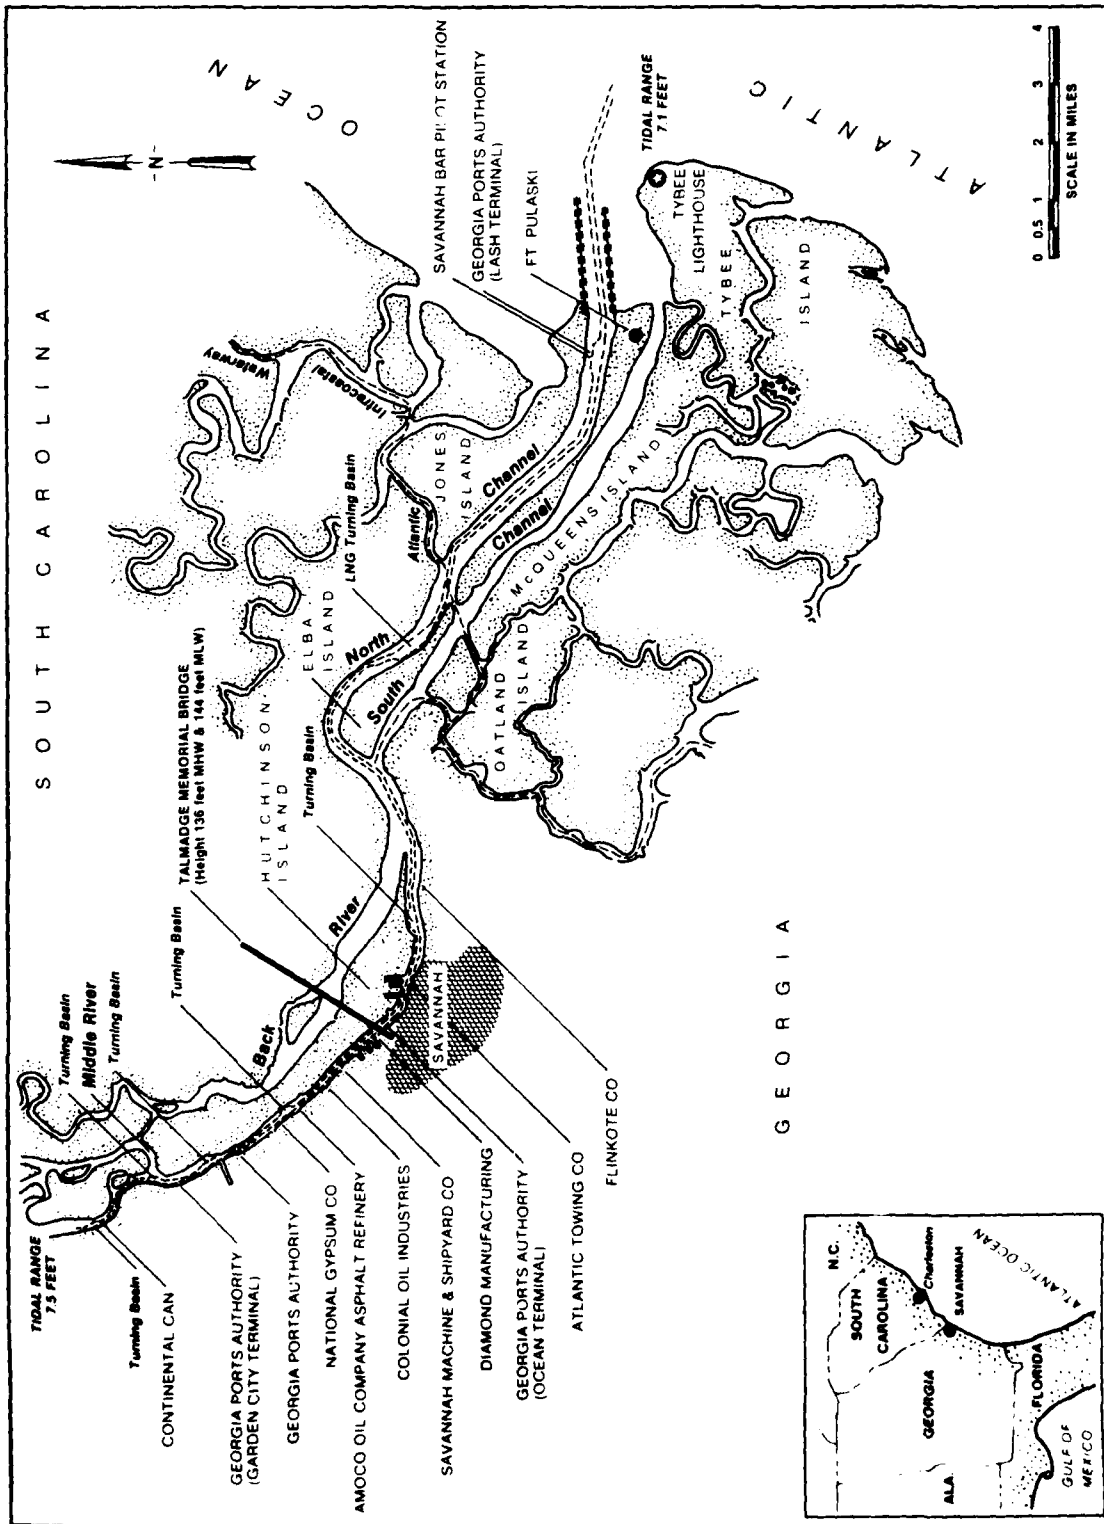 SOUTH CAROLINA
TIDAL RANGE
7.5 FEET
Turning Basin
Middle River
Turning Basin
Turning Basin
TALMADGE MEMORIAL BRIDGE
(Height 136 feet MHW & 144 feet MLW)
HUTCHINSON
ISLAND
Turning Basin
ELBA
ISLAND
LNG Turning Basin
Waterway
Intracoastal
Atlantic
JONES
ISLAND
N
OCEAN
ATLANTIC
Back
River
North
Channel
South
Channel
SAVANNAH BAR PILOT STATION
GEORGIA PORTS AUTHORITY
(LASH TERMINAL)
FT PULASKI
TIDAL RANGE
7.1 FEET
TYBEE
LIGHTHOUSE
TYBEE
ISLAND
McQUEENS ISLAND
OATLAND
ISLAND
SAVANNAH
Turning Basin
CONTINENTAL CAN
GEORGIA PORTS AUTHORITY
(GARDEN CITY TERMINAL)
GEORGIA PORTS AUTHORITY
NATIONAL GYPSUM CO
AMOCO OIL COMPANY ASPHALT REFINERY
COLONIAL OIL INDUSTRIES
SAVANNAH MACHINE & SHIPYARD CO
DIAMOND MANUFACTURING
GEORGIA PORTS AUTHORITY
(OCEAN TERMINAL)
ATLANTIC TOWING CO
FLINKOTE CO
GEORGIA
0 0.5 1 2 3 4
SCALE IN MILES
N.C.
SOUTH
CAROLINA
Charleston
SAVANNAH
ATLANTIC OCEAN
GEORGIA
ALA.
FLORIDA
GULF OF
MEXICO